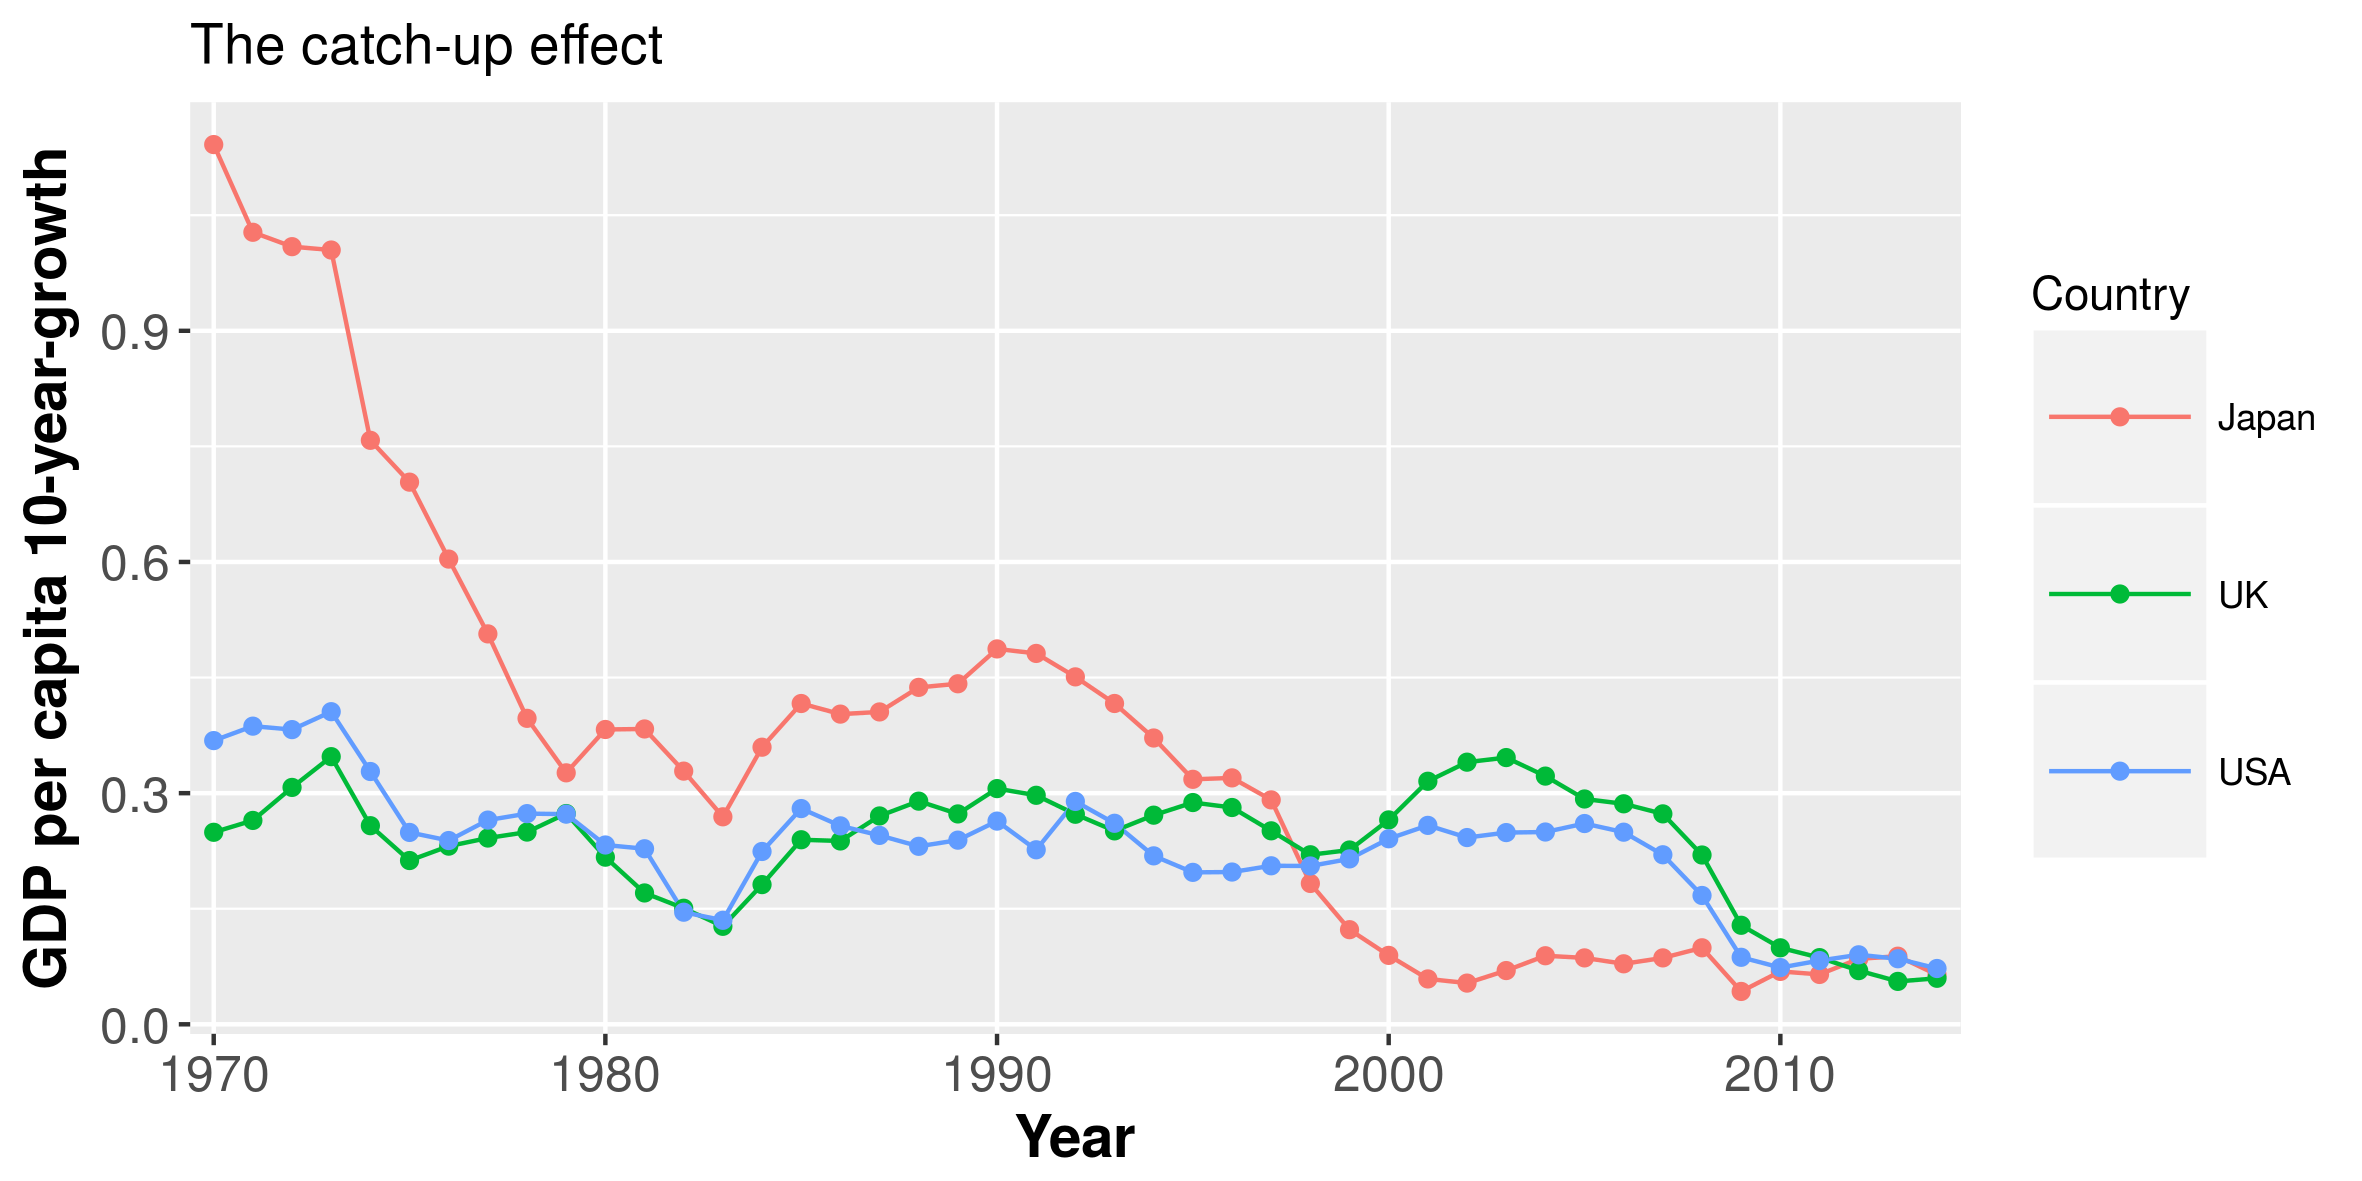 The catch-up effect
GDP per capita 10-year-growth
0.9
0.6
0.3
0.0
1970 1980 1990 2000 2010
Year
Country
Japan
UK
USA